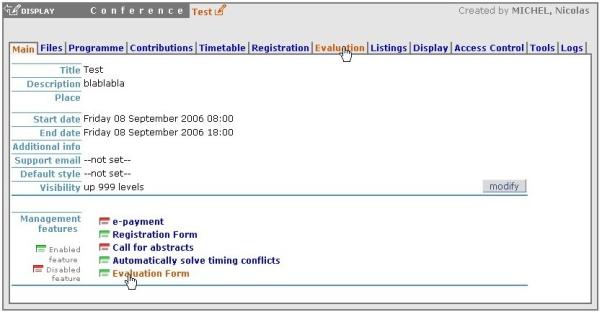 DISPLAY Conference Test Created by MICHEL, Nicolas
Main Files Programme Contributions Timetable Registration Evaluation Listings Display Access Control Tools Logs
Title Test
Description blablabla
Place
Start date Friday 08 September 2006 08:00
End date Friday 08 September 2006 18:00
Additional info
Support email --not set--
Default style --not set--
Visibility up 999 levels modify
Management features
Enabled feature
Disabled feature
e-payment
Registration Form
Call for abstracts
Automatically solve timing conflicts
Evaluation Form